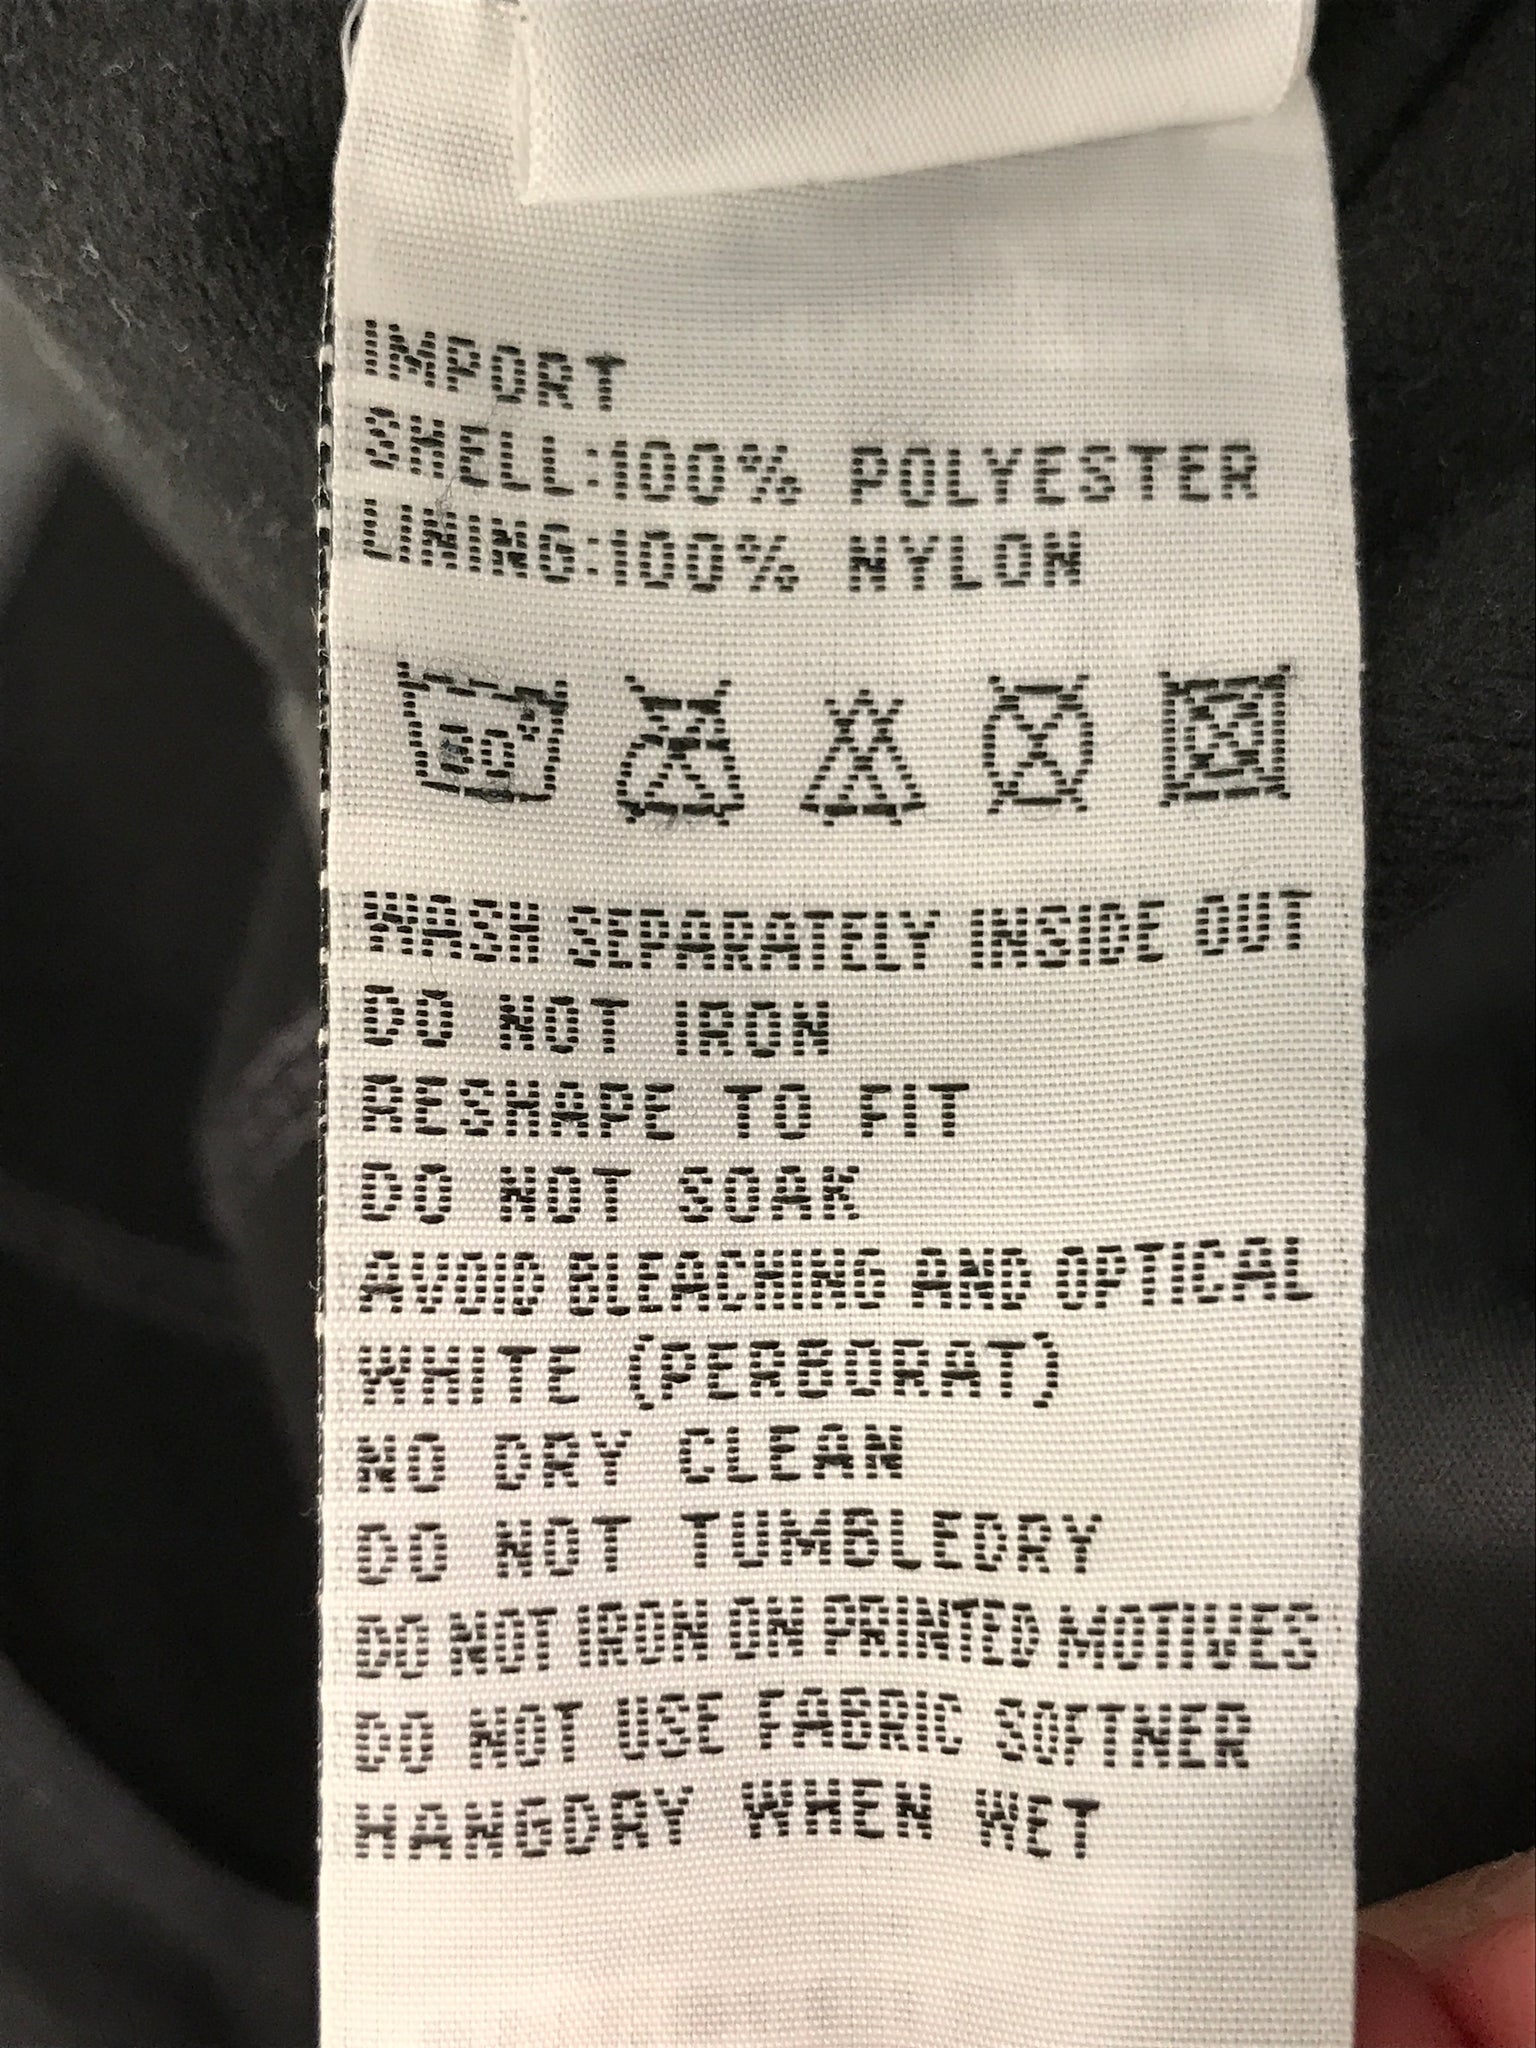 IMPORT
SHELL:100% POLYESTER
LINING:100% NYLON
WASH SEPARATELY INSIDE OUT
DO NOT IRON
RESHAPE TO FIT
DO NOT SOAK
AVOID BLEACHING AND OPTICAL
WHITE (PERBORAT)
NO DRY CLEAN
DO NOT TUMBLEDRY
DO NOT IRON ON PRINTED MOTIVES
DO NOT USE FABRIC SOFTNER
HANGDRY WHEN WET